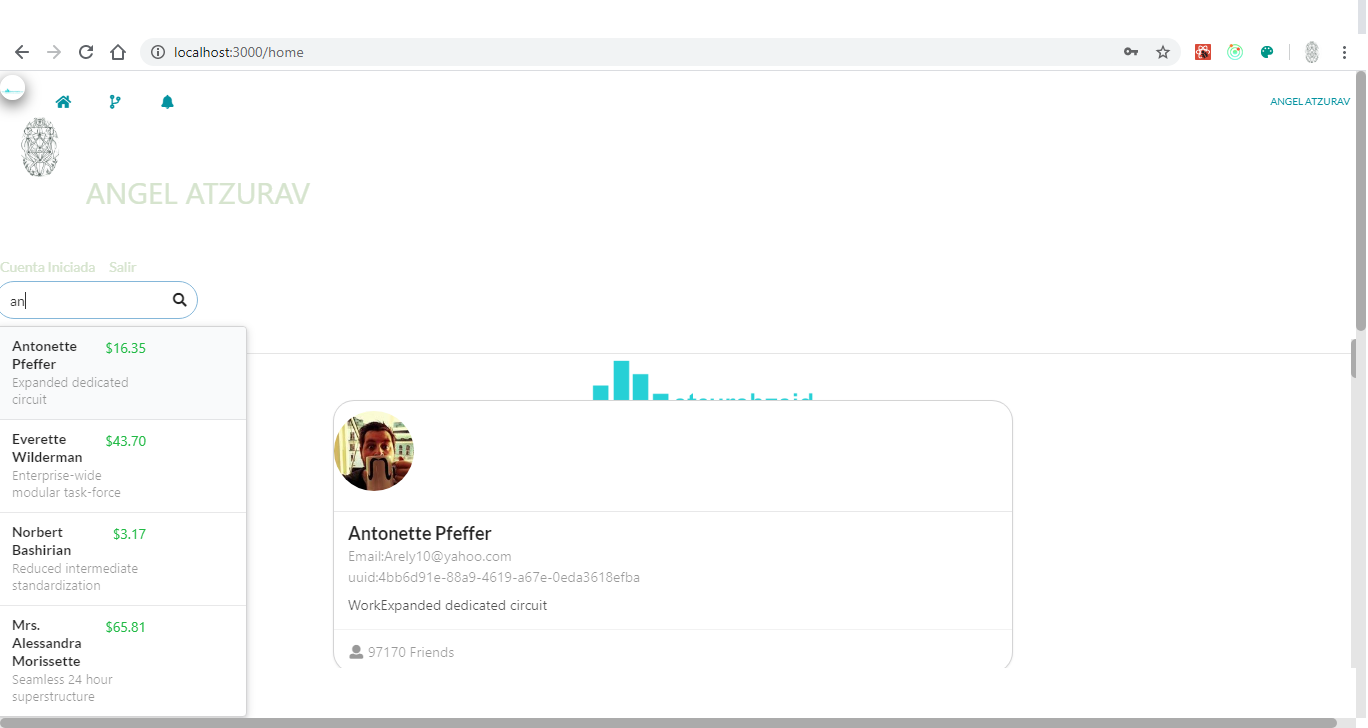 localhost:3000/home
ANGEL ATZURAV
ANGEL ATZURAV
Cuenta Iniciada Salir
an
Antonette
Pfeffer
$16.35
Expanded dedicated
circuit
Everette
Wilderman
$43.70
Enterprise-wide
modular task-force
Norbert
Bashirian
$3.17
Reduced intermediate
standardization
Mrs.
Alessandra
Morissette
$65.81
Seamless 24 hour
superstructure
Antonette Pfeffer
Email:Arely10@yahoo.com
uuid:4bb6d91e-88a9-4619-a67e-0eda3618efba
WorkExpanded dedicated circuit
97170 Friends